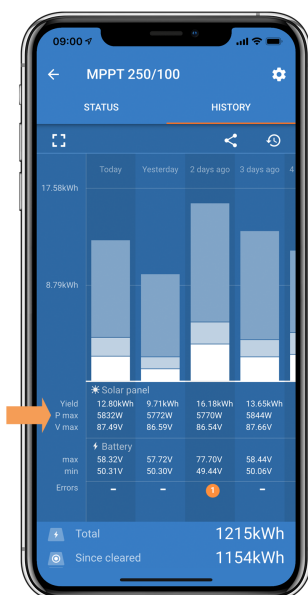 09:00
MPPT 250/100
STATUS HISTORY
Today Yesterday 2 days ago 3 days ago 4
17.58kWh
8.79kWh
Solar panel
Yield 12.80kWh 9.71kWh 16.18kWh 13.65kWh
P max 5832W 5772W 5770W 5844W
V max 87.49V 86.59V 86.54V 87.66V
Battery
max 58.32V 57.72V 77.70V 58.44V
min 50.31V 50.30V 49.44V 50.06V
Errors – – 1 –
Total 1215kWh
Since cleared 1154kWh